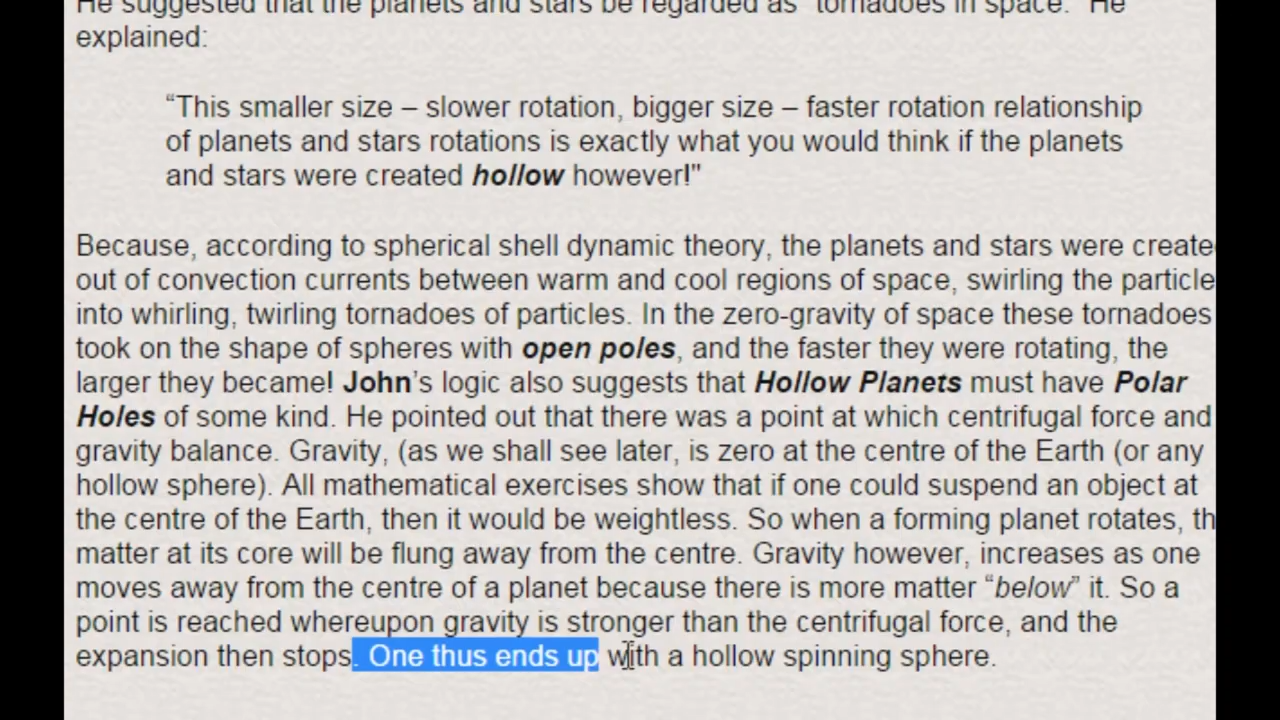 He suggested that the planets and stars be regarded as "tornadoes in space." He
explained:
“This smaller size – slower rotation, bigger size – faster rotation relationship
of planets and stars rotations is exactly what you would think if the planets
and stars were created hollow however!"
Because, according to spherical shell dynamic theory, the planets and stars were create
out of convection currents between warm and cool regions of space, swirling the particle
into whirling, twirling tornadoes of particles. In the zero-gravity of space these tornadoes
took on the shape of spheres with open poles, and the faster they were rotating, the
larger they became! John’s logic also suggests that Hollow Planets must have Polar
Holes of some kind. He pointed out that there was a point at which centrifugal force and
gravity balance. Gravity, (as we shall see later, is zero at the centre of the Earth (or any
hollow sphere). All mathematical exercises show that if one could suspend an object at
the centre of the Earth, then it would be weightless. So when a forming planet rotates, th
matter at its core will be flung away from the centre. Gravity however, increases as one
moves away from the centre of a planet because there is more matter “below” it. So a
point is reached whereupon gravity is stronger than the centrifugal force, and the
expansion then stops. One thus ends up with a hollow spinning sphere.